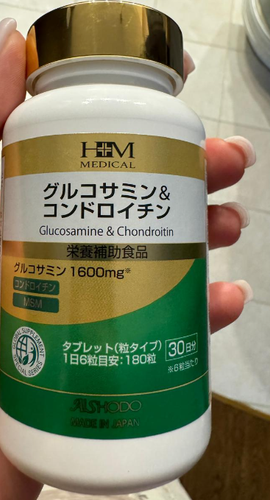 H+M
MEDICAL
グルコサミン&
コンドロイチン
Glucosamine & Chondroitin
栄養補助食品
グルコサミン 1600mg※
コンドロイチン
MSM
タブレット(粒タイプ)
1日6粒目安:180粒
30日分
※6粒当たり
AISHODO
MADE IN JAPAN